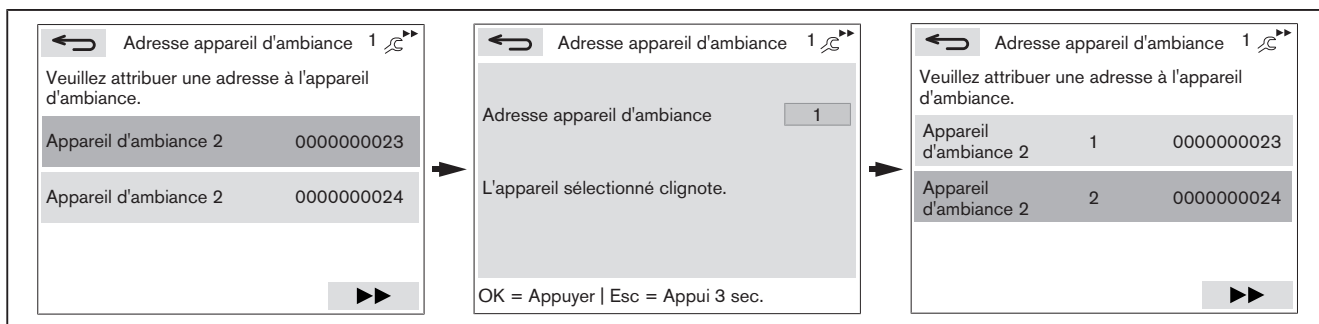 Adresse appareil d'ambiance 1
Veuillez attribuer une adresse à l'appareil
d'ambiance.
Appareil d'ambiance 2 0000000023
Appareil d'ambiance 2 0000000024
Adresse appareil d'ambiance 1
Adresse appareil d'ambiance 1
L'appareil sélectionné clignote.
OK = Appuyer | Esc = Appui 3 sec.
Adresse appareil d'ambiance 1
Veuillez attribuer une adresse à l'appareil
d'ambiance.
Appareil
d'ambiance 2 1 0000000023
Appareil
d'ambiance 2 2 0000000024